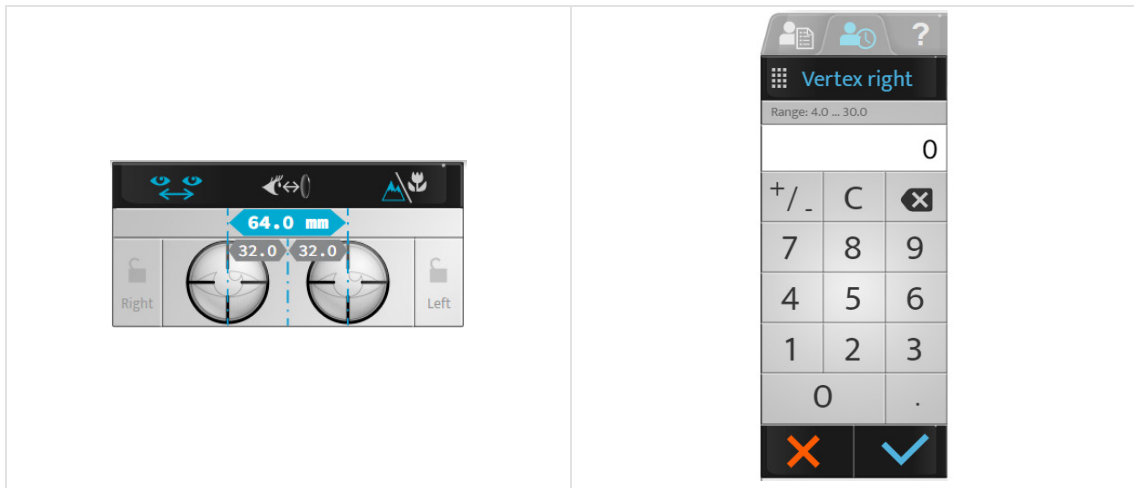 64.0 mm
32.0 32.0
Right Left
?
Vertex right
Range: 4.0 ... 30.0
0
+/- C
7 8 9
4 5 6
1 2 3
0 .